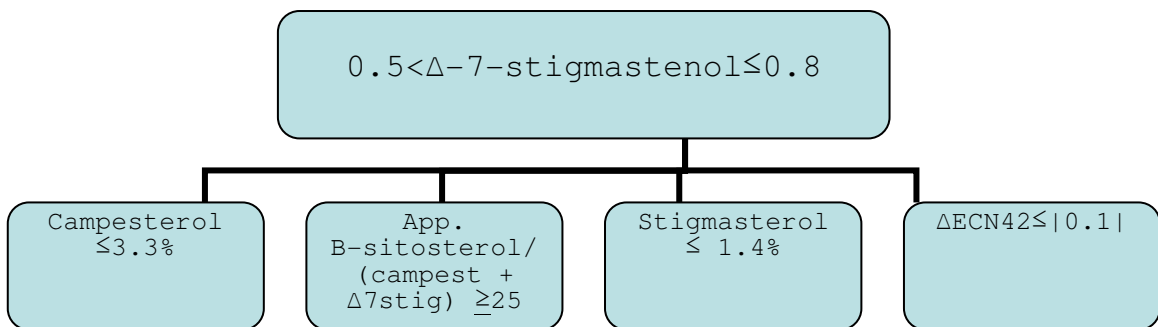 0.5<Δ-7-stigmastenol≤0.8
Campesterol
≤3.3%
App.
B-sitosterol/
(campest +
Δ7stig) ≥25
Stigmasterol
≤ 1.4%
ΔECN42≤|0.1|